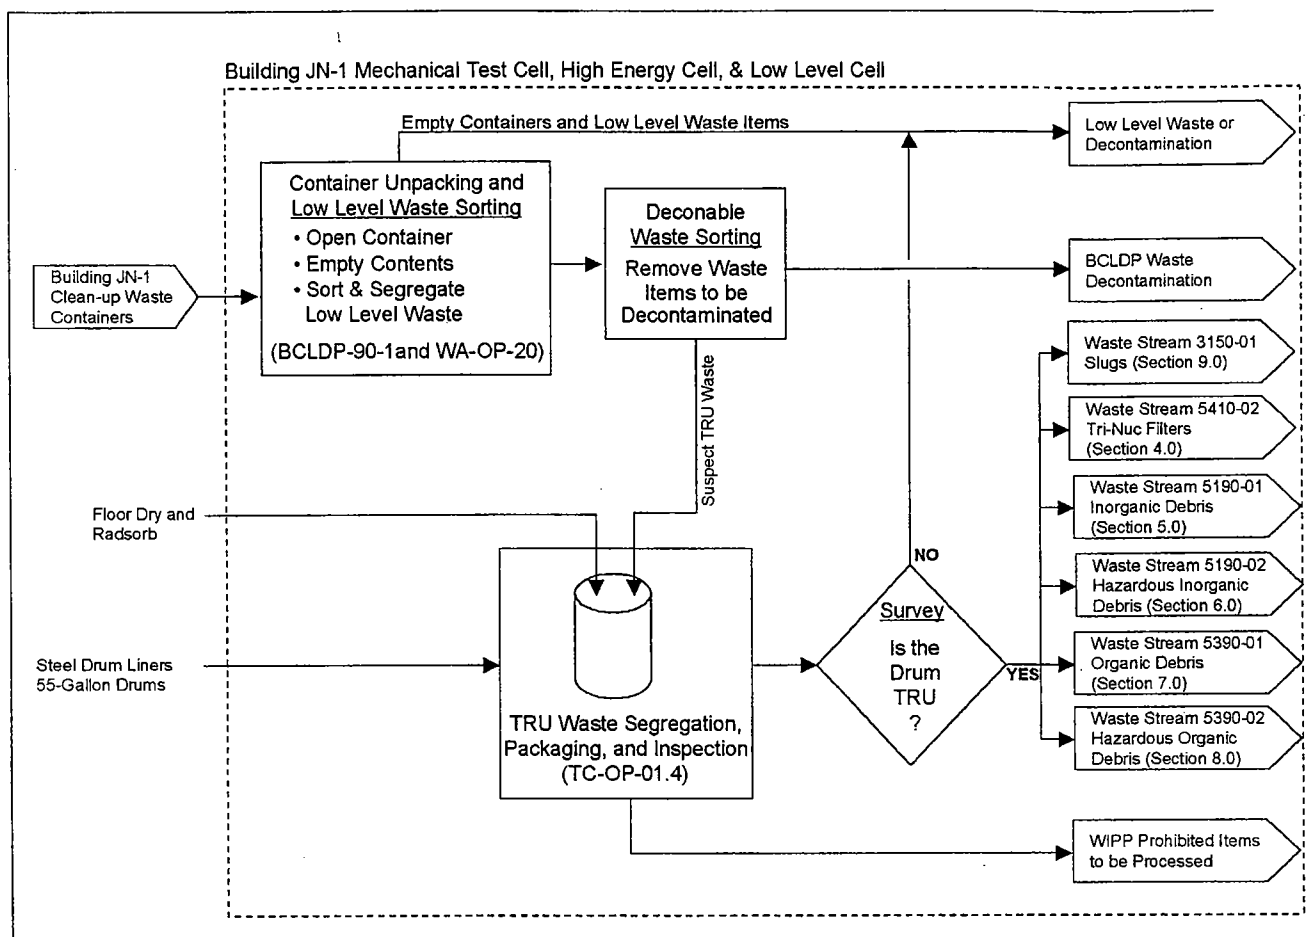 Building JN-1 Mechanical Test Cell, High Energy Cell, & Low Level Cell
Empty Containers and Low Level Waste Items
Low Level Waste or
Decontamination
Container Unpacking and
Low Level Waste Sorting
• Open Container
• Empty Contents
• Sort & Segregate
Low Level Waste
(BCLDP-90-1and WA-OP-20)
Deconable
Waste Sorting
Remove Waste
Items to be
Decontaminated
BCLDP Waste
Decontamination
Building JN-1
Clean-up Waste
Containers
Suspect TRU Waste
Waste Stream 3150-01
Slugs (Section 9.0)
Waste Stream 5410-02
Tri-Nuc Filters
(Section 4.0)
Waste Stream 5190-01
Inorganic Debris
(Section 5.0)
Waste Stream 5190-02
Hazardous Inorganic
Debris (Section 6.0)
Waste Stream 5390-01
Organic Debris
(Section 7.0)
Waste Stream 5390-02
Hazardous Organic
Debris (Section 8.0)
Floor Dry and
Radsorb
NO
Survey
Is the
Drum
TRU
?
YES
Steel Drum Liners
55-Gallon Drums
TRU Waste Segregation,
Packaging, and Inspection
(TC-OP-01.4)
WIPP Prohibited Items
to be Processed